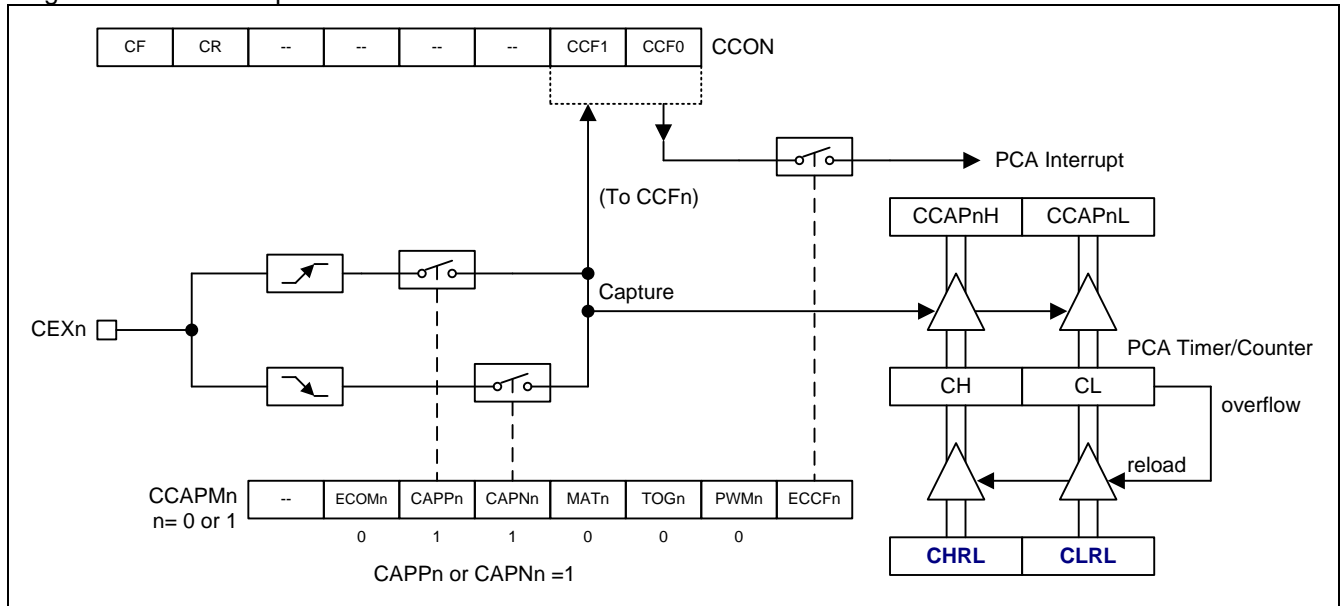 CF CR -- -- -- -- CCF1 CCF0 CCON
PCA Interrupt
(To CCFn)
CCAPnH CCAPnL
Capture
CEXn
PCA Timer/Counter
CH CL
overflow
reload
CCAPMn
n= 0 or 1
-- ECOMn CAPPn CAPNn MATn TOGn PWMn ECCFn
0 1 1 0 0 0
CHRL CLRL
CAPPn or CAPNn =1